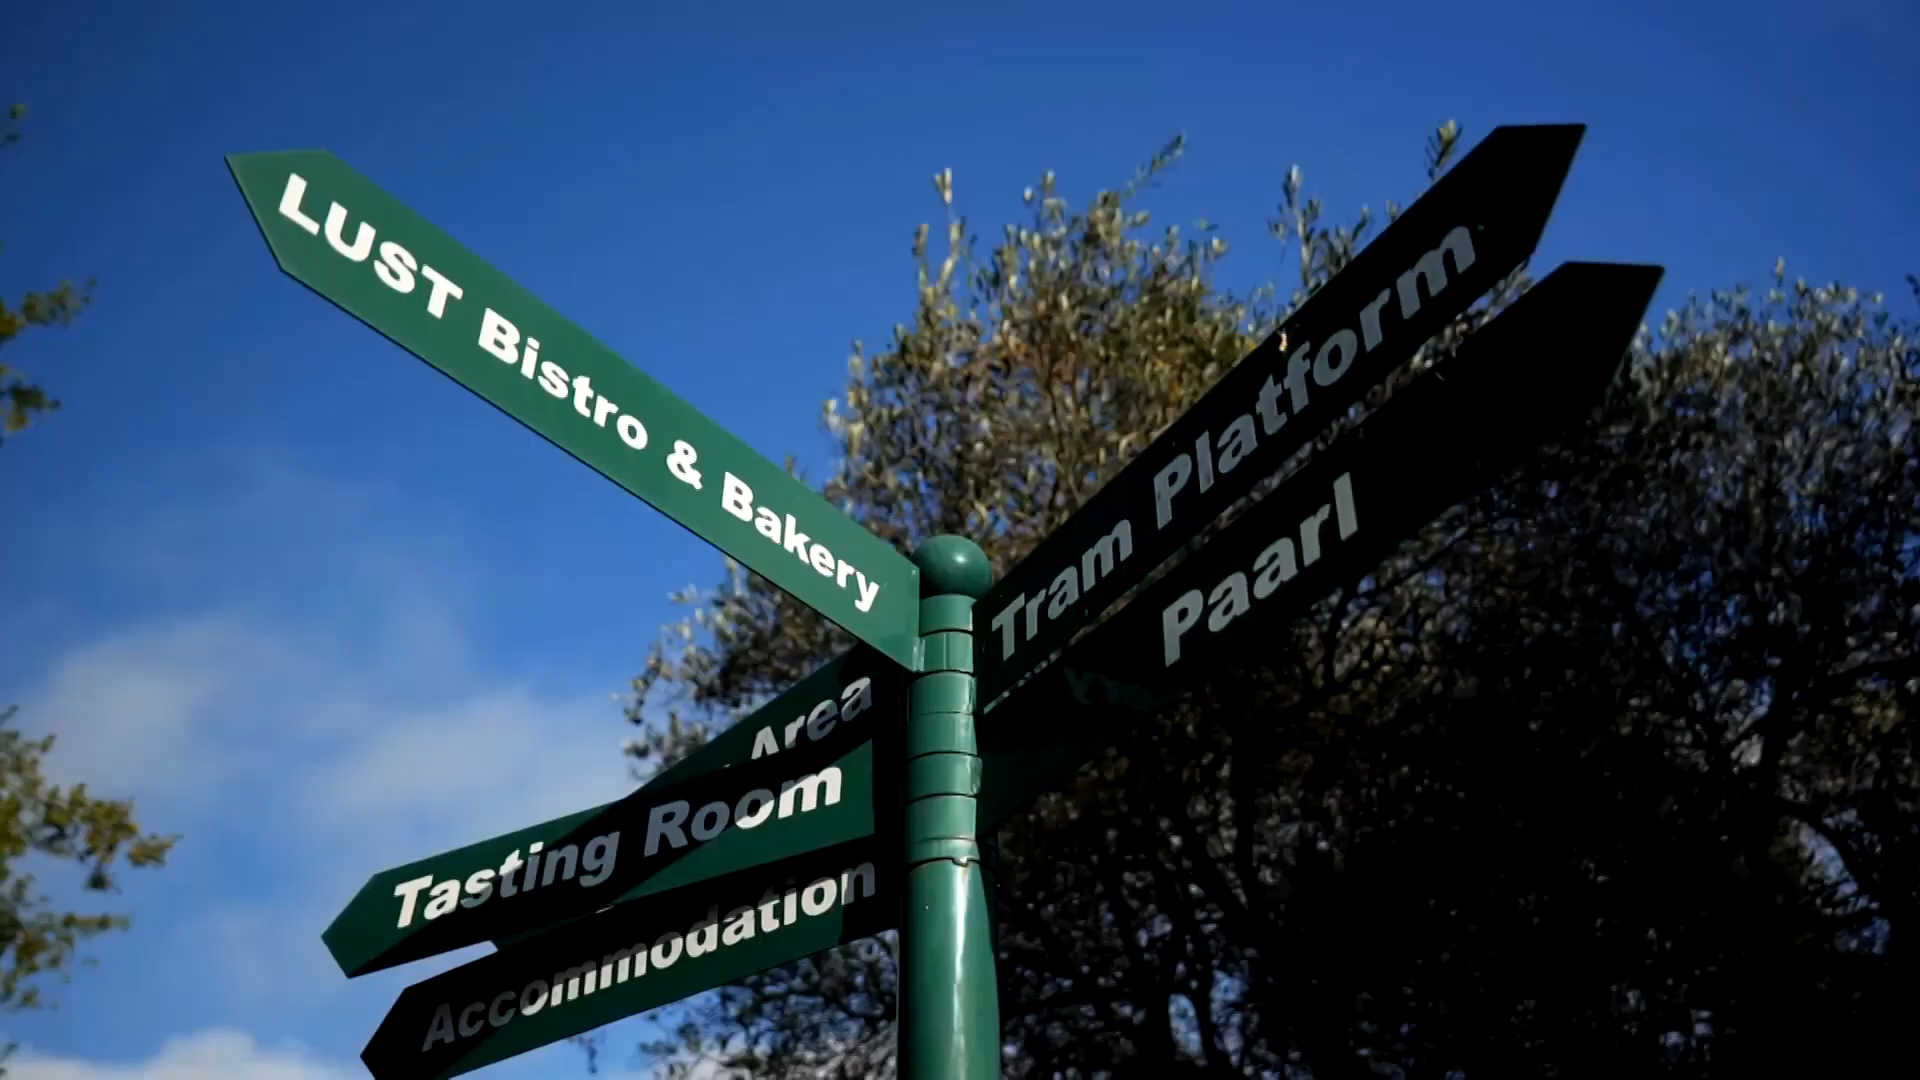 LUST Bistro & Bakery
Tram Platform
Paarl
Area
Tasting Room
Accommodation